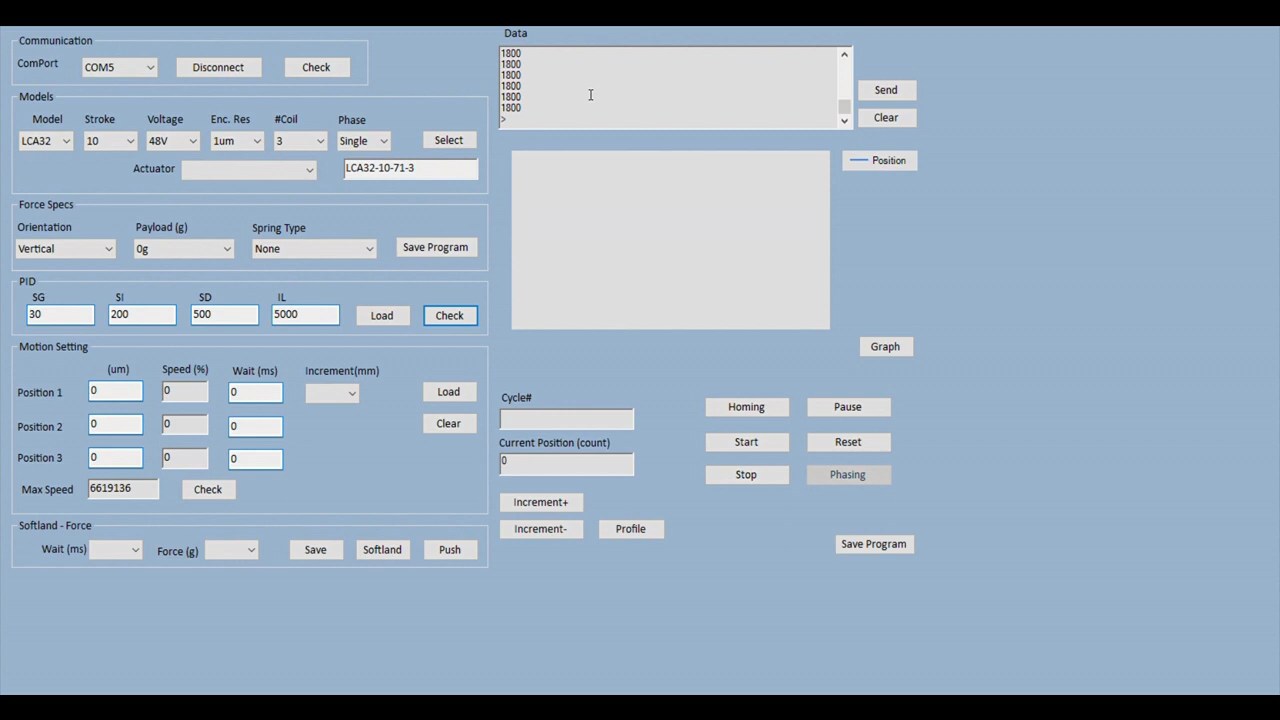 Communication
ComPort COM5 Disconnect Check
Models
Model Stroke Voltage Enc. Res #Coil Phase
LCA32 10 48V 1um 3 Single Select
Actuator LCA32-10-71-3
Force Specs
Orientation Payload (g) Spring Type
Vertical 0g None Save Program
PID
SG SI SD IL
30 200 500 5000 Load Check
Motion Setting
(um) Speed (%) Wait (ms) Increment(mm)
Position 1 0 0 0 Load
Position 2 0 0 0 Clear
Position 3 0 0 0
Max Speed 6619136 Check
Softland - Force
Wait (ms) Force (g) Save Softland Push
Data
1800
1800
1800
1800
1800
1800
>
Send
Clear
Position
Graph
Cycle#
Current Position (count)
0
Homing Pause
Start Reset
Stop Phasing
Increment+
Increment- Profile
Save Program